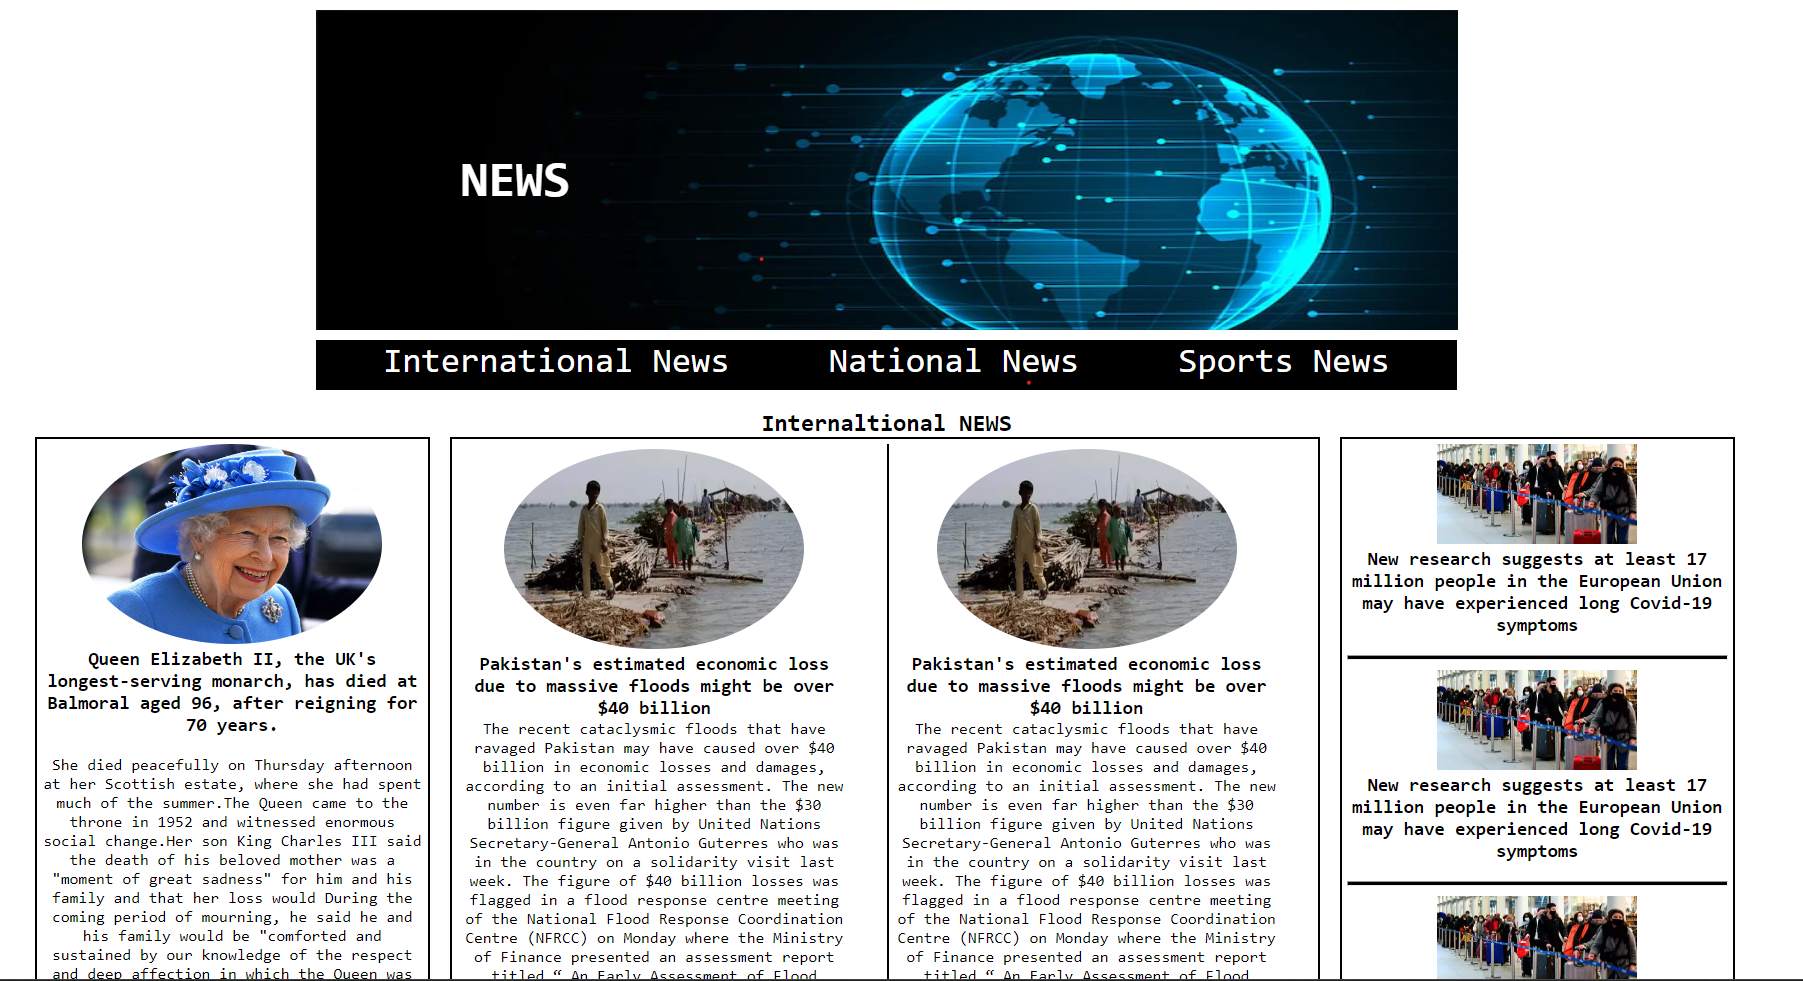 NEWS
International News
National News
Sports News
Internaltional NEWS
Queen Elizabeth II, the UK's
longest-serving monarch, has died at
Balmoral aged 96, after reigning for
70 years.
She died peacefully on Thursday afternoon
at her Scottish estate, where she had spent
much of the summer.The Queen came to the
throne in 1952 and witnessed enormous
social change.Her son King Charles III said
the death of his beloved mother was a
"moment of great sadness" for him and his
family and that her loss would During the
coming period of mourning, he said he and
his family would be "comforted and
sustained by our knowledge of the respect
and deep affection in which the Queen was
Pakistan's estimated economic loss
due to massive floods might be over
$40 billion
The recent cataclysmic floods that have
ravaged Pakistan may have caused over $40
billion in economic losses and damages,
according to an initial assessment. The new
number is even far higher than the $30
billion figure given by United Nations
Secretary-General Antonio Guterres who was
in the country on a solidarity visit last
week. The figure of $40 billion losses was
flagged in a flood response centre meeting
of the National Flood Response Coordination
Centre (NFRCC) on Monday where the Ministry
of Finance presented an assessment report
titled “ An Early Assessment of Flood
Pakistan's estimated economic loss
due to massive floods might be over
$40 billion
The recent cataclysmic floods that have
ravaged Pakistan may have caused over $40
billion in economic losses and damages,
according to an initial assessment. The new
number is even far higher than the $30
billion figure given by United Nations
Secretary-General Antonio Guterres who was
in the country on a solidarity visit last
week. The figure of $40 billion losses was
flagged in a flood response centre meeting
of the National Flood Response Coordination
Centre (NFRCC) on Monday where the Ministry
of Finance presented an assessment report
titled “ An Early Assessment of Flood
New research suggests at least 17
million people in the European Union
may have experienced long Covid-19
symptoms
New research suggests at least 17
million people in the European Union
may have experienced long Covid-19
symptoms